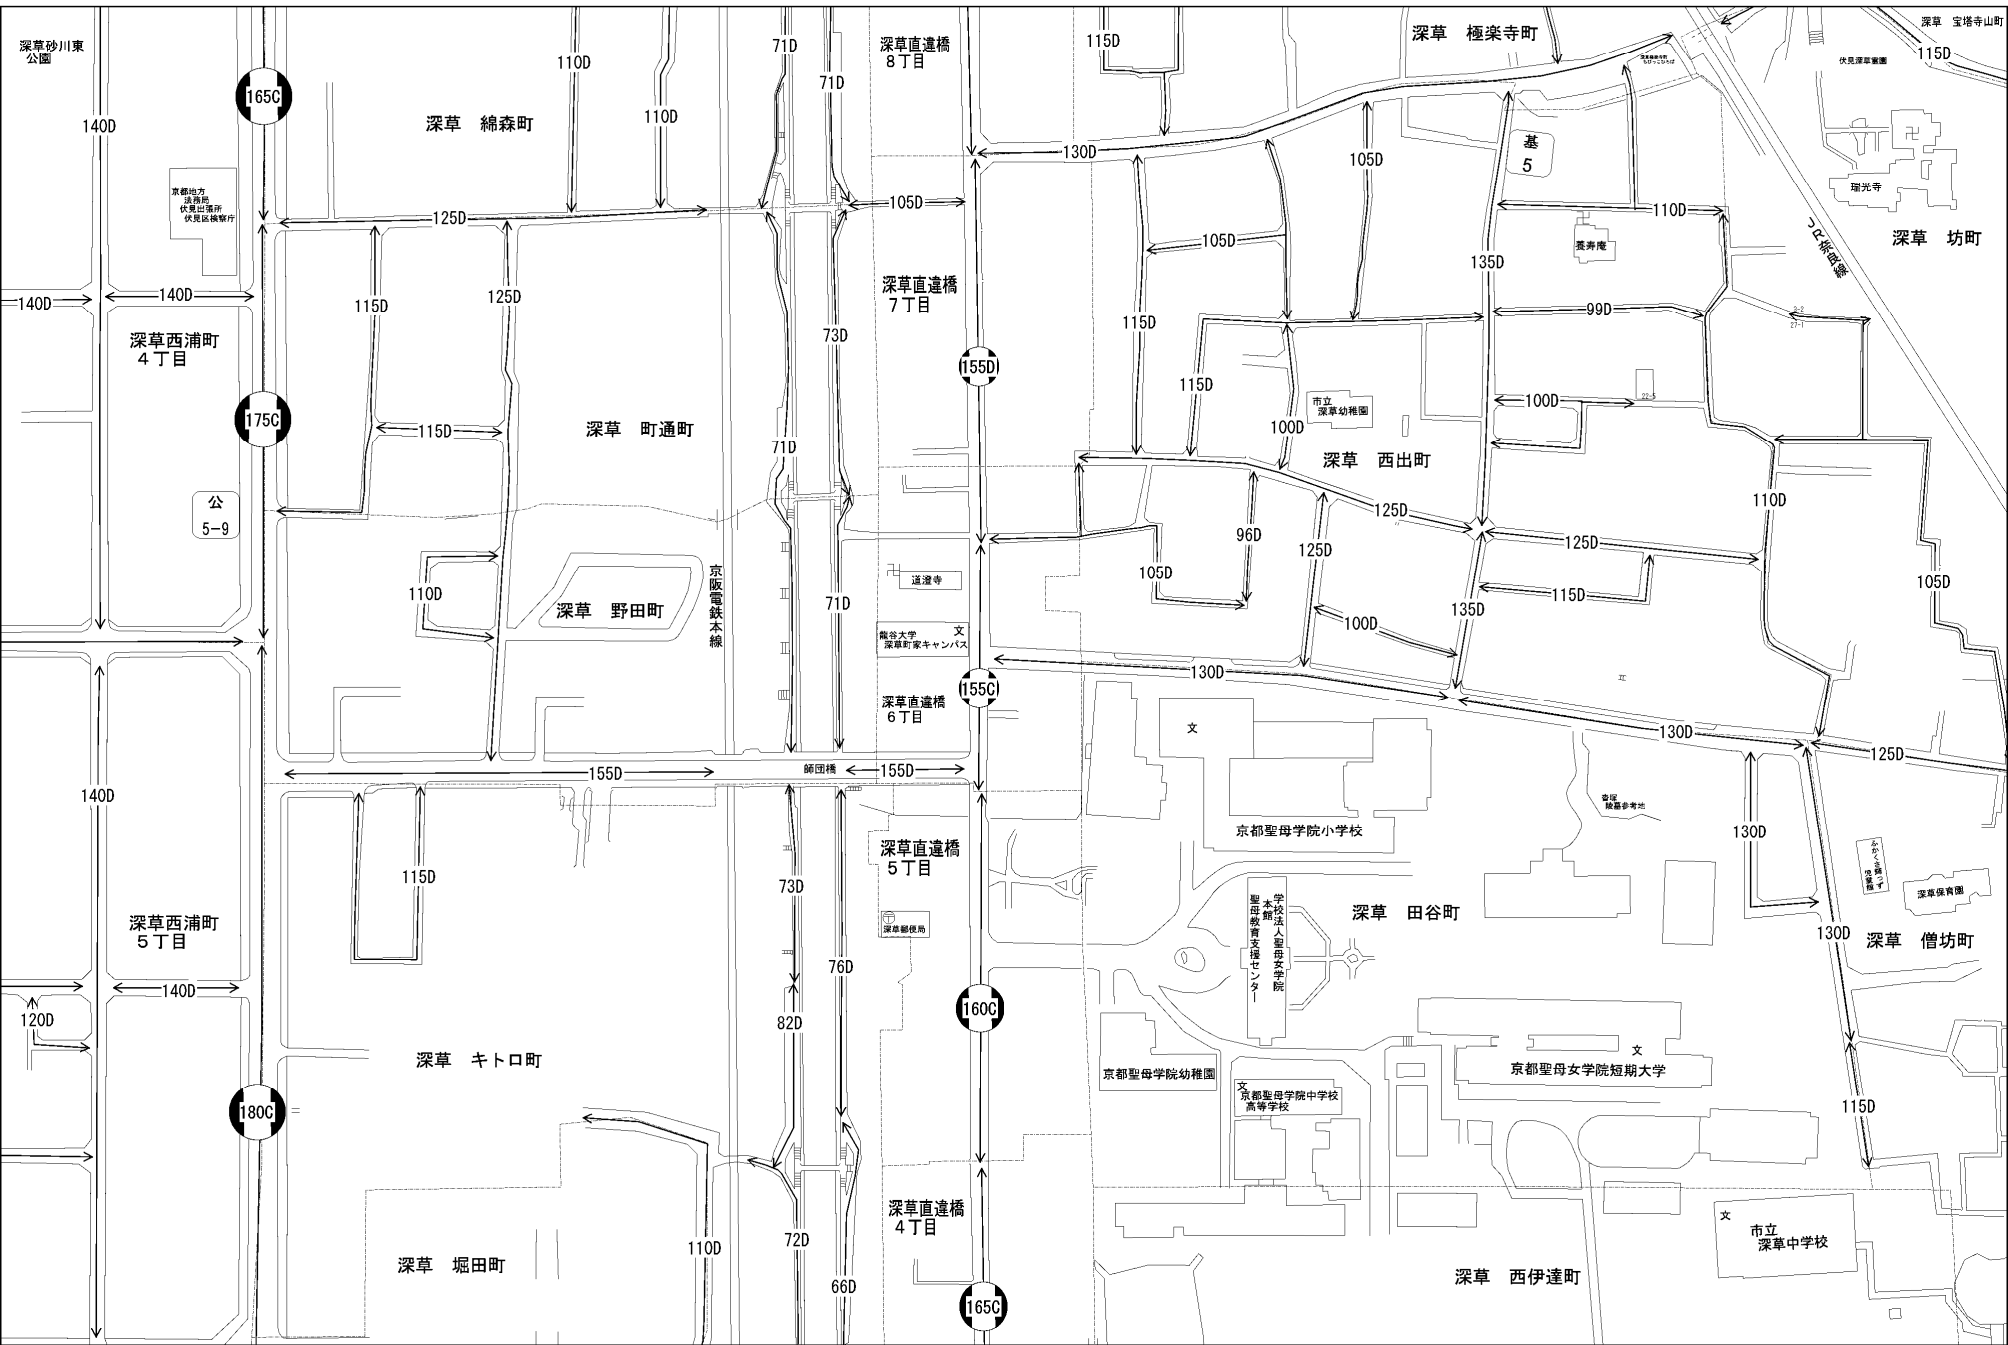 深草砂川東
公園
165C
140D
110D
71D
71D
深草直違橋
8丁目
115D
深草　極楽寺町
深草　宝塔寺山町
115D
伏見深草霊園
深草　綿森町
110D
130D
105D
基
5
瑞光寺
京都地方
法務局
伏見出張所
伏見区検察庁
125D
105D
110D
105D
養寿庵
深草　坊町
JR奈良線
135D
140D
140D
115D
125D
深草直違橋
7丁目
73D
115D
99D
2-2
27-1
深草西浦町
4丁目
155D
115D
100D
市立
深草幼稚園
100D
22-5
175C
115D
深草　町通町
71D
深草　西出町
公
5-9
125D
110D
96D
125D
125D
京阪電鉄本線
道澄寺
105D
110D
深草　野田町
71D
115D
105D
135D
100D
龍谷大学
深草町家キャンパス
文
130D
155C
深草直違橋
6丁目
文
130D
125D
155D
師団橋
155D
140D
京都聖母学院小学校
130D
深草直違橋
5丁目
115D
73D
深草郵便局
学校法人聖母女学院
本館
聖母教育支援センター
深草　田谷町
深草保育園
深草西浦町
5丁目
130D
深草　僧坊町
76D
140D
120D
82D
160C
深草　キトロ町
京都聖母学院幼稚園
文
京都聖母学院中学校
高等学校
文
京都聖母女学院短期大学
180C
115D
深草直違橋
4丁目
文
市立
深草中学校
深草　堀田町
110D
72D
66D
165C
深草　西伊達町